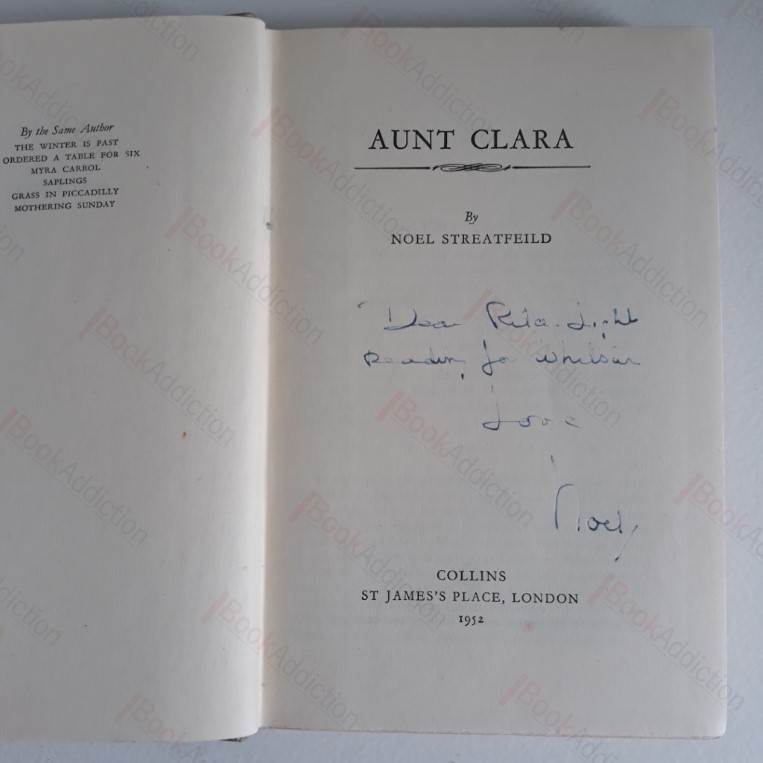 By the Same Author
THE WINTER IS PAST
ORDERED A TABLE FOR SIX
MYRA CARROL
SAPLINGS
GRASS IN PICCADILLY
MOTHERING SUNDAY
AUNT CLARA
By
NOEL STREATFEILD
Dear Rita. Light
Reading for Whitsun
Love
Noel
COLLINS
ST JAMES'S PLACE, LONDON
1952
BookAddiction